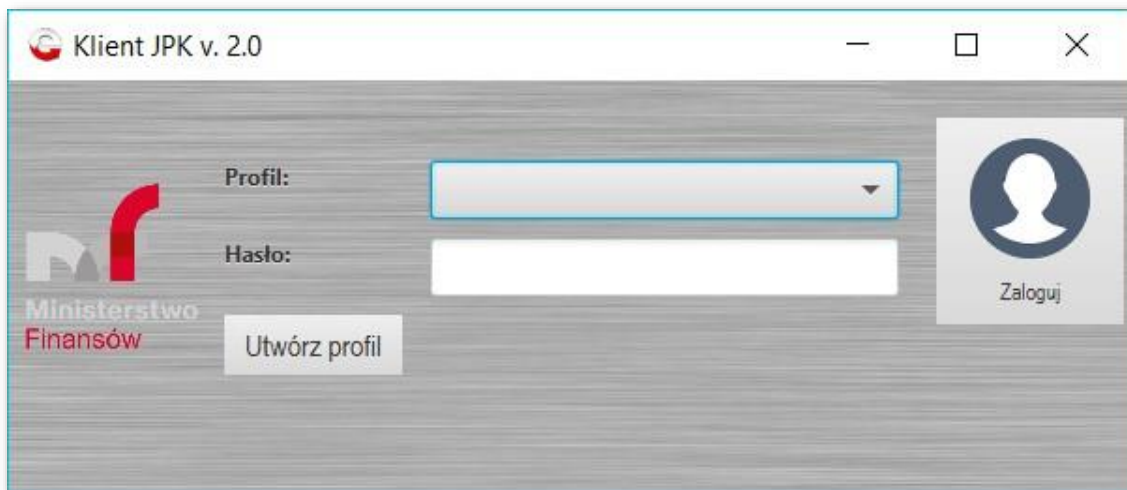 Klient JPK v. 2.0
Profil:
Hasło:
Zaloguj
Ministerstwo
Finansów
Utwórz profil